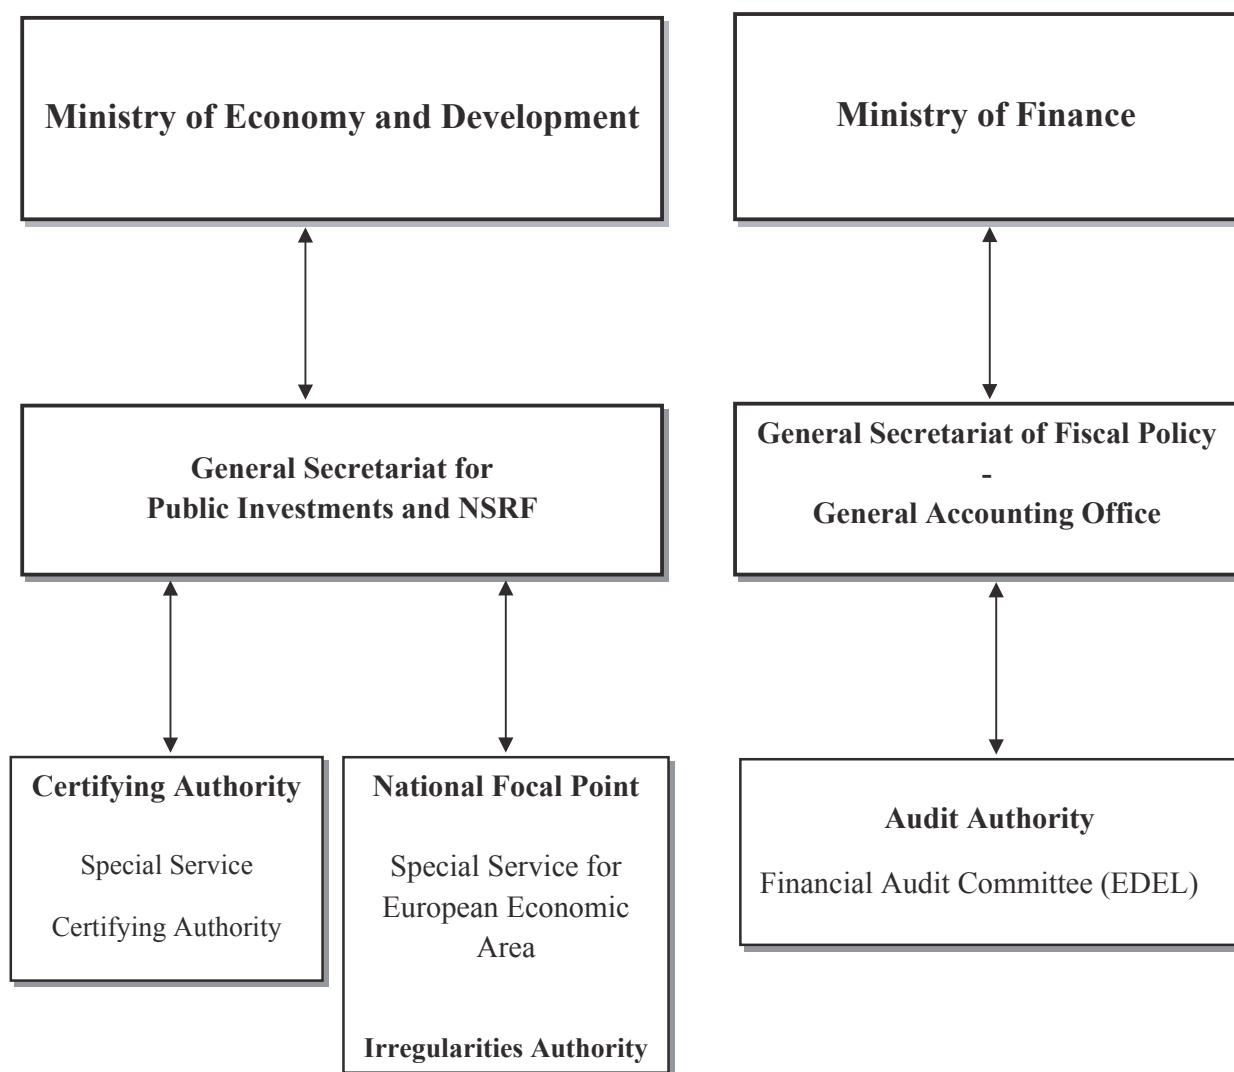 Ministry of Economy and Development
Ministry of Finance
General Secretariat for
Public Investments and NSRF
General Secretariat of Fiscal Policy
-
General Accounting Office
Certifying Authority
Special Service
Certifying Authority
National Focal Point
Special Service for
European Economic
Area
Irregularities Authority
Audit Authority
Financial Audit Committee (EDEL)